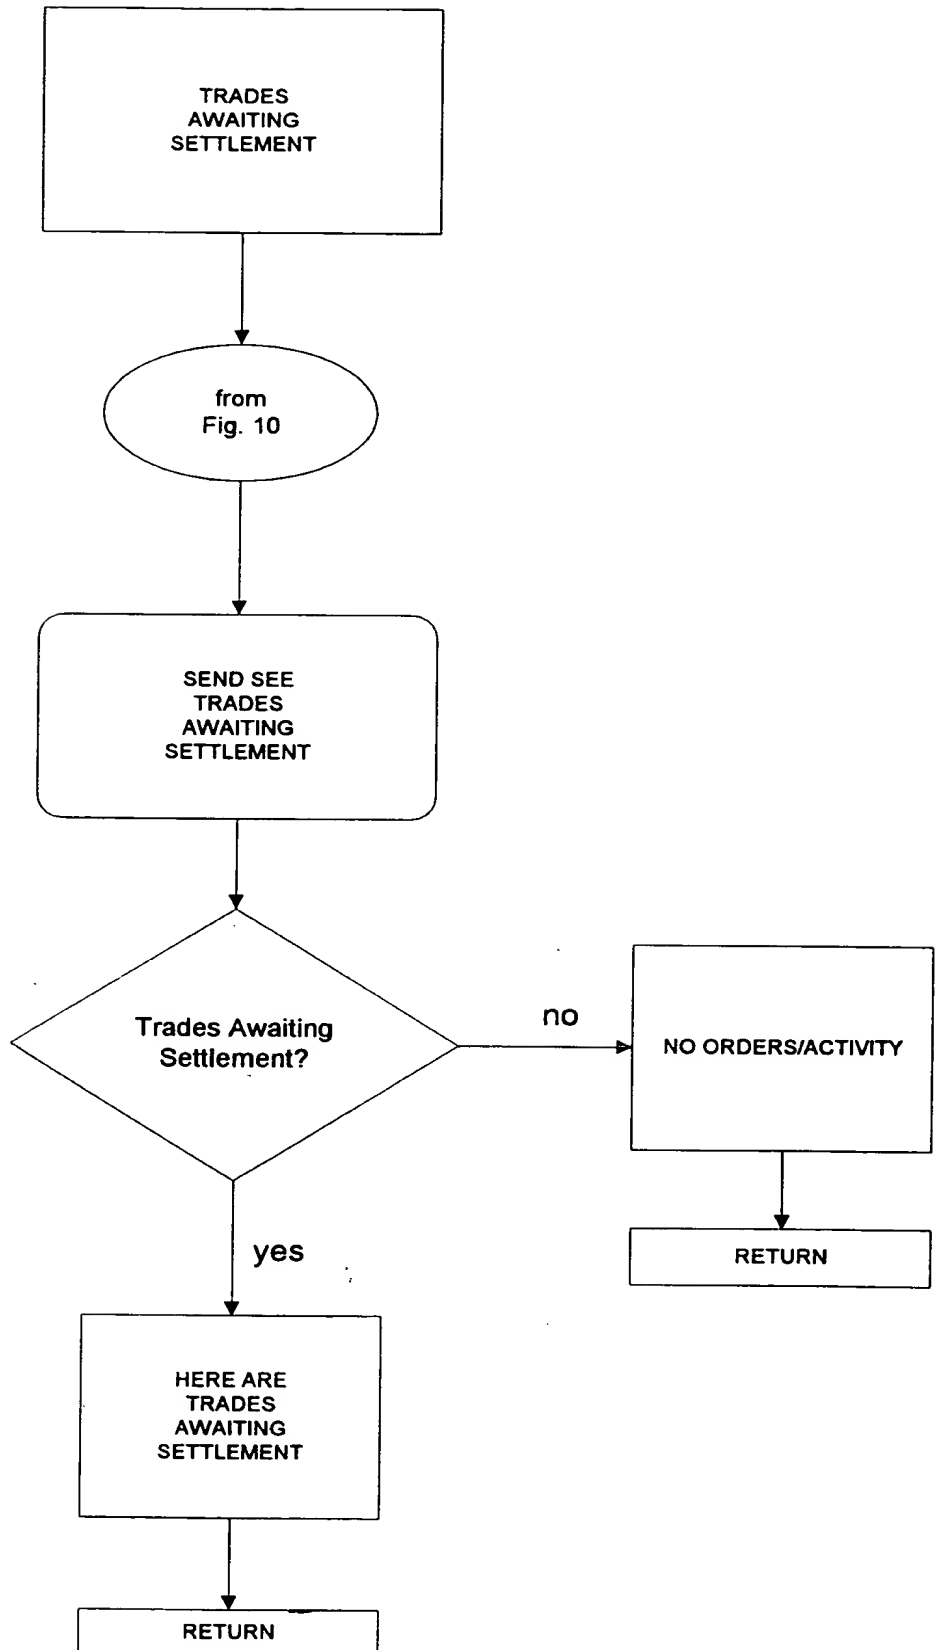 TRADES
AWAITING
SETTLEMENT
from
Fig. 10
SEND SEE
TRADES
AWAITING
SETTLEMENT
Trades Awaiting
Settlement?
no
NO ORDERS/ACTIVITY
RETURN
yes
HERE ARE
TRADES
AWAITING
SETTLEMENT
RETURN